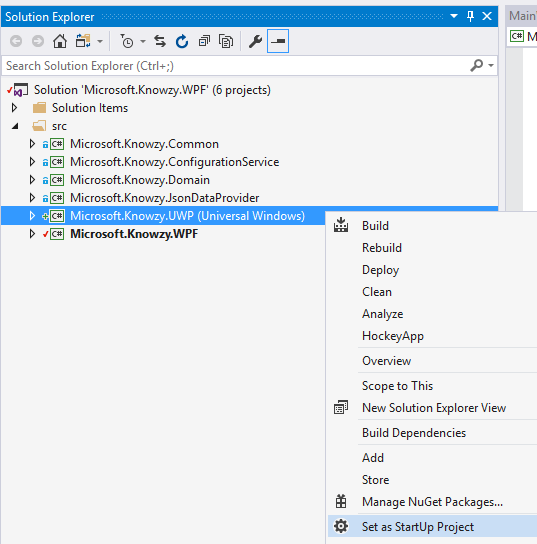 Solution Explorer
Search Solution Explorer (Ctrl+;)
Solution 'Microsoft.Knowzy.WPF' (6 projects)
Solution Items
src
C# Microsoft.Knowzy.Common
C# Microsoft.Knowzy.ConfigurationService
C# Microsoft.Knowzy.Domain
C# Microsoft.Knowzy.JsonDataProvider
C# Microsoft.Knowzy.UWP (Universal Windows)
C# Microsoft.Knowzy.WPF
Main
C# M
Build
Rebuild
Deploy
Clean
Analyze
HockeyApp
Overview
Scope to This
New Solution Explorer View
Build Dependencies
Add
Store
Manage NuGet Packages...
Set as StartUp Project